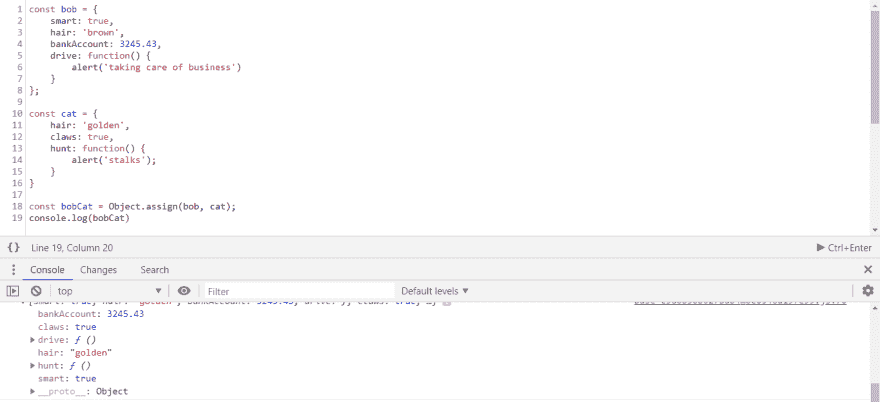 1 const bob = {
2 smart: true,
3 hair: 'brown',
4 bankAccount: 3245.43,
5 drive: function() {
6 alert('taking care of business')
7 }
8 };
9
10 const cat = {
11 hair: 'golden',
12 claws: true,
13 hunt: function() {
14 alert('stalks');
15 }
16 }
17
18 const bobCat = Object.assign(bob, cat);
19 console.log(bobCat)
{} Line 19, Column 20 Ctrl+Enter
Console Changes Search
top Filter Default levels
bankAccount: 3245.43
claws: true
drive: ƒ ()
hair: "golden"
hunt: ƒ ()
smart: true
__proto__: Object